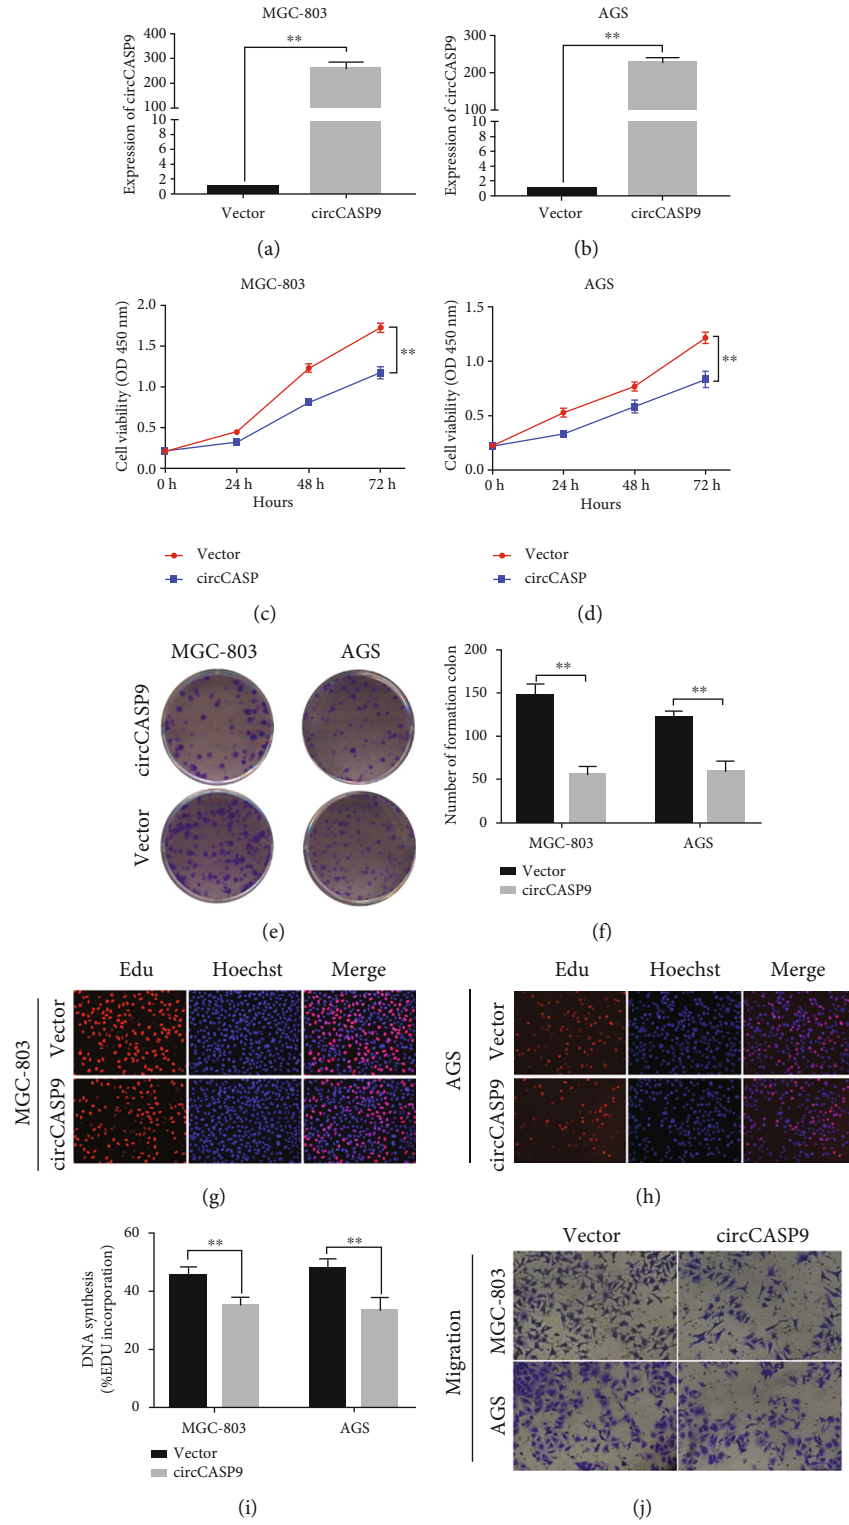 MGC-803
Expression of circCASP9
400
300
200
100
10
8
6
4
2
0
**
Vector
circCASP9
(a)
AGS
Expression of circCASP9
300
200
100
10
8
6
4
2
0
**
Vector
circCASP9
(b)
MGC-803
Cell viability (OD 450 nm)
2.0
1.5
1.0
0.5
0.0
**
0 h
24 h
48 h
72 h
Hours
Vector
circCASP
(c)
AGS
Cell viability (OD 450 nm)
1.5
1.0
0.5
0.0
**
0 h
24 h
48 h
72 h
Hours
Vector
circCASP
(d)
MGC-803
AGS
circCASP9
Vector
(e)
Number of formation colon
200
150
100
50
0
**
**
MGC-803
AGS
Vector
circCASP9
(f)
Edu
Hoechst
Merge
MGC-803
Vector
circCASP9
(g)
Edu
Hoechst
Merge
AGS
Vector
circCASP9
(h)
DNA synthesis
(%EDU incorporation)
60
40
20
0
**
**
MGC-803
AGS
Vector
circCASP9
(i)
Vector
circCASP9
Migration
MGC-803
AGS
(j)